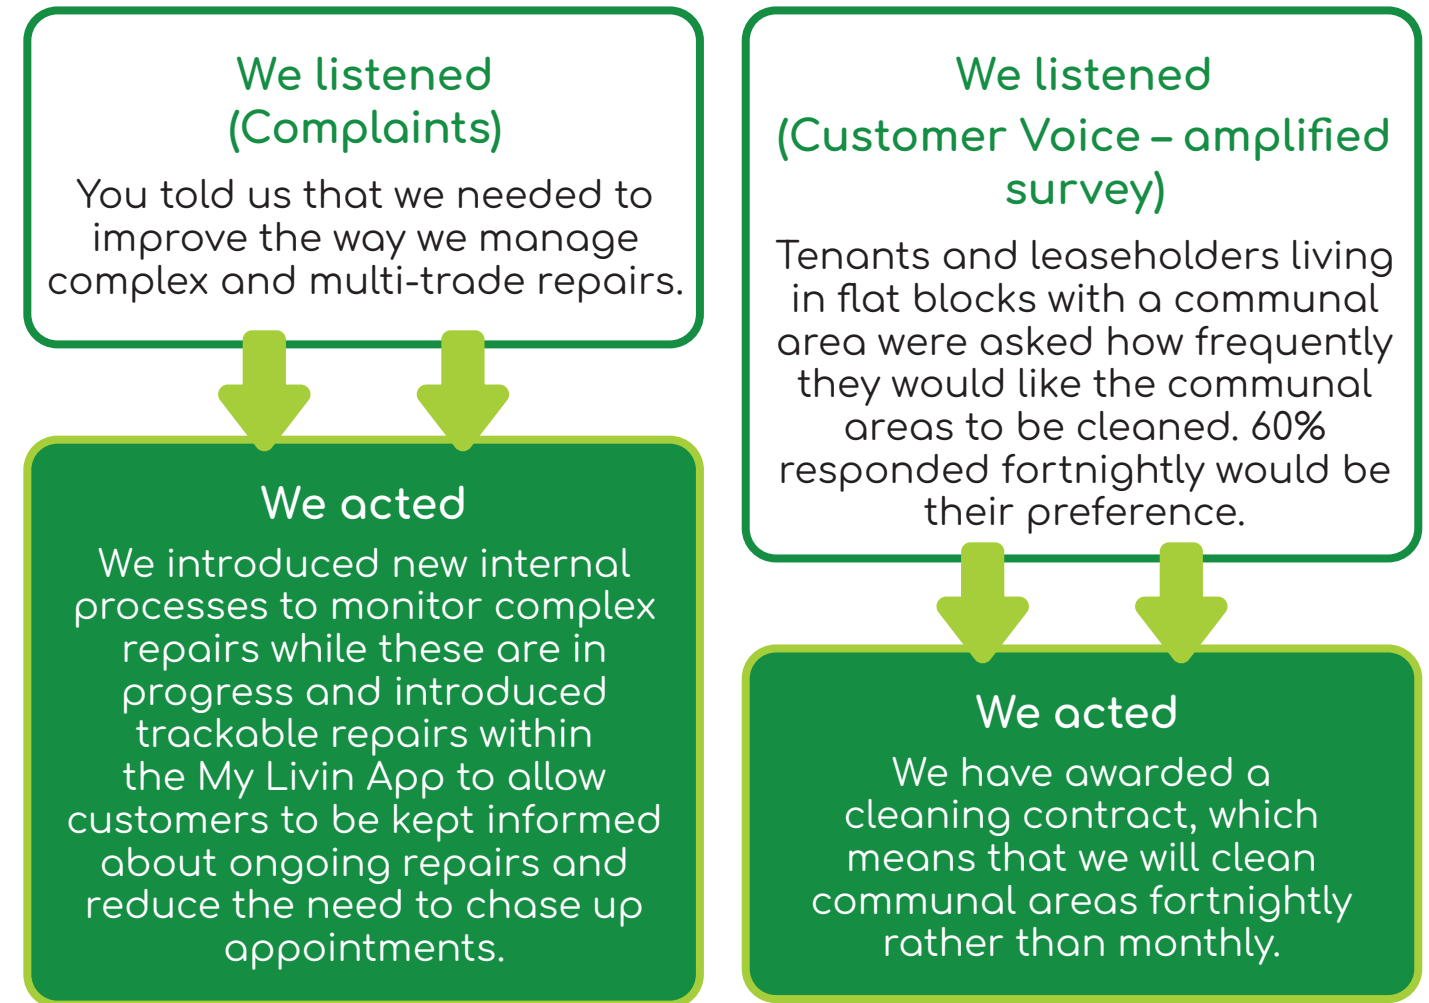 We listened
(Complaints)
You told us that we needed to
improve the way we manage
complex and multi-trade repairs.
We acted
We introduced new internal
processes to monitor complex
repairs while these are in
progress and introduced
trackable repairs within
the My Livin App to allow
customers to be kept informed
about ongoing repairs and
reduce the need to chase up
appointments.
We listened
(Customer Voice – amplified
survey)
Tenants and leaseholders living
in flat blocks with a communal
area were asked how frequently
they would like the communal
areas to be cleaned. 60%
responded fortnightly would be
their preference.
We acted
We have awarded a
cleaning contract, which
means that we will clean
communal areas fortnightly
rather than monthly.